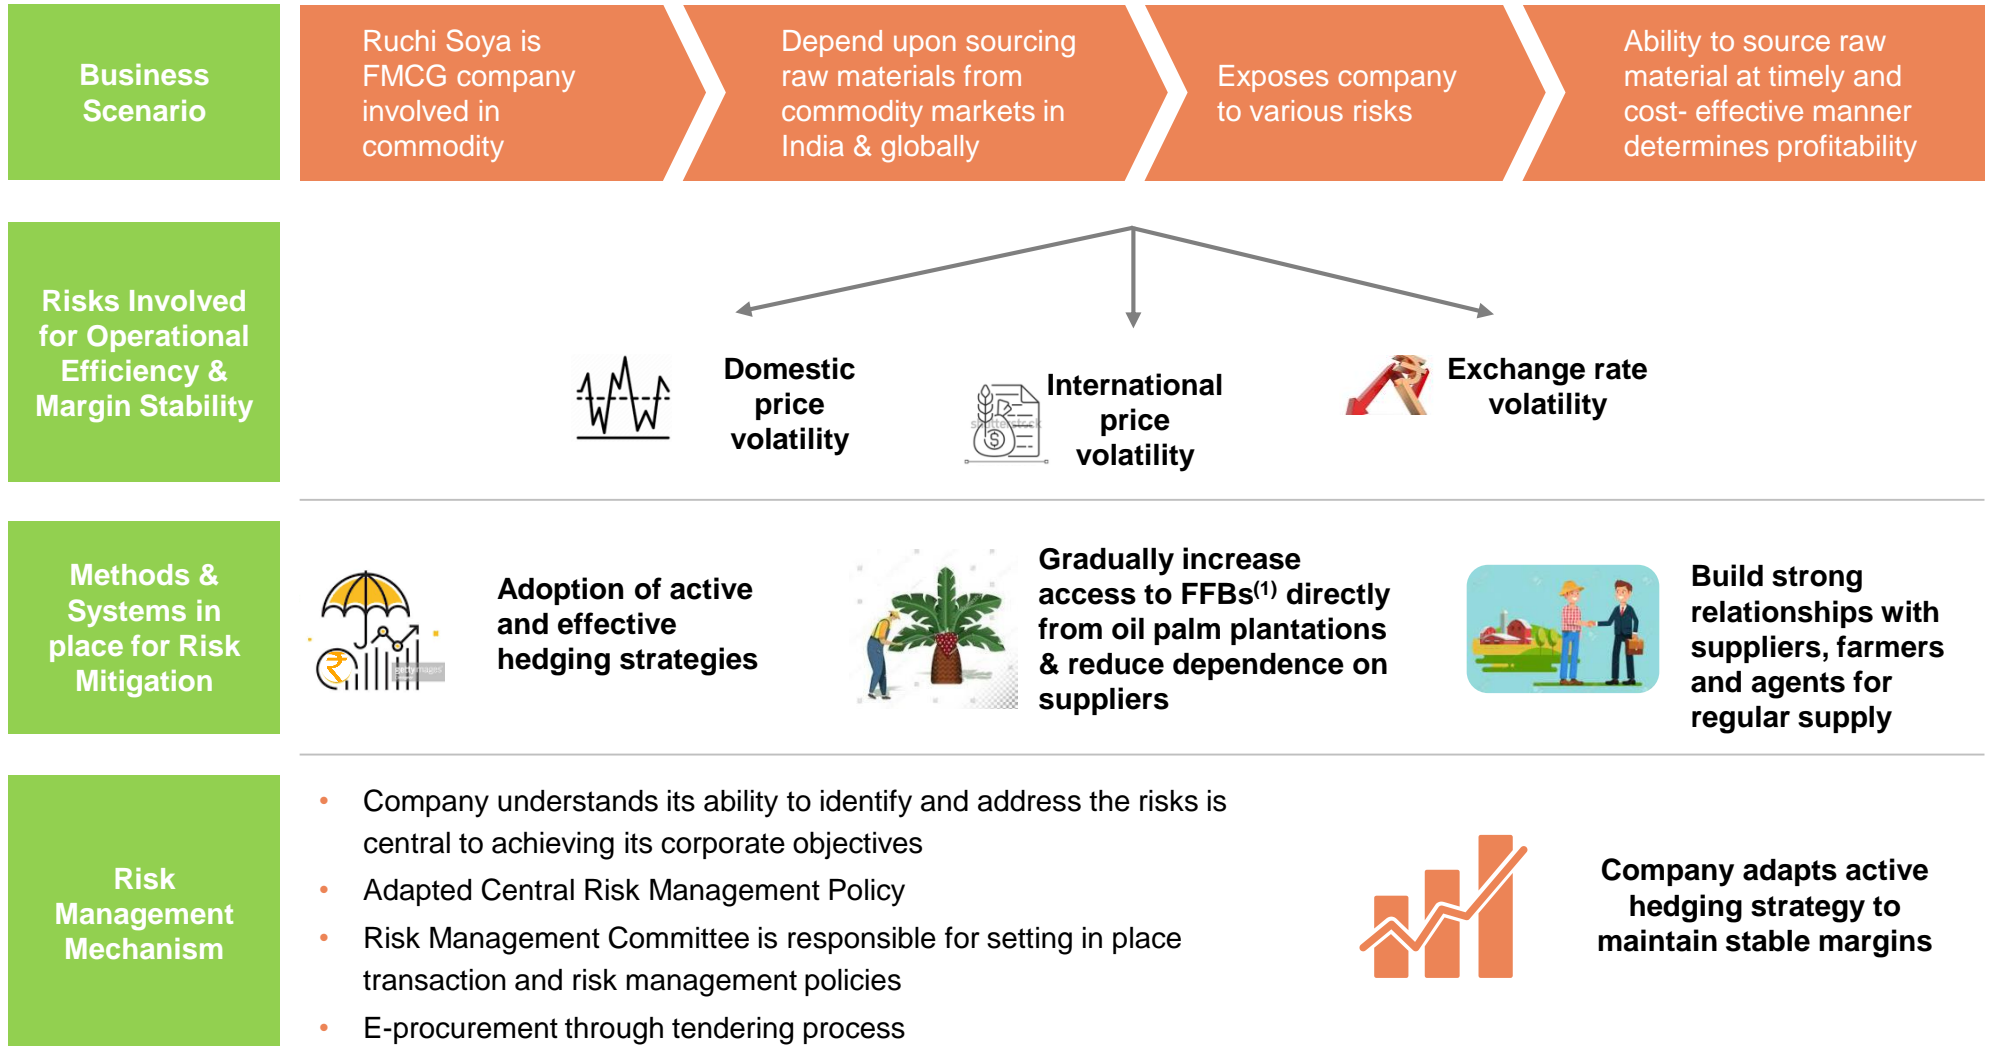 Business
Scenario
Ruchi Soya is
FMCG company
involved in
commodity
Depend upon sourcing
raw materials from
commodity markets in
India & globally
Exposes company
to various risks
Ability to source raw
material at timely and
cost- effective manner
determines profitability
Risks Involved
for Operational
Efficiency &
Margin Stability
Domestic
price
volatility
shutterstock
International
price
volatility
Exchange rate
volatility
Methods &
Systems in
place for Risk
Mitigation
₹
gettyimages
Adoption of active
and effective
hedging strategies
Gradually increase
access to FFBs(1) directly
from oil palm plantations
& reduce dependence on
suppliers
Build strong
relationships with
suppliers, farmers
and agents for
regular supply
Risk
Management
Mechanism
• Company understands its ability to identify and address the risks is
central to achieving its corporate objectives
• Adapted Central Risk Management Policy
• Risk Management Committee is responsible for setting in place
transaction and risk management policies
• E-procurement through tendering process
Company adapts active
hedging strategy to
maintain stable margins